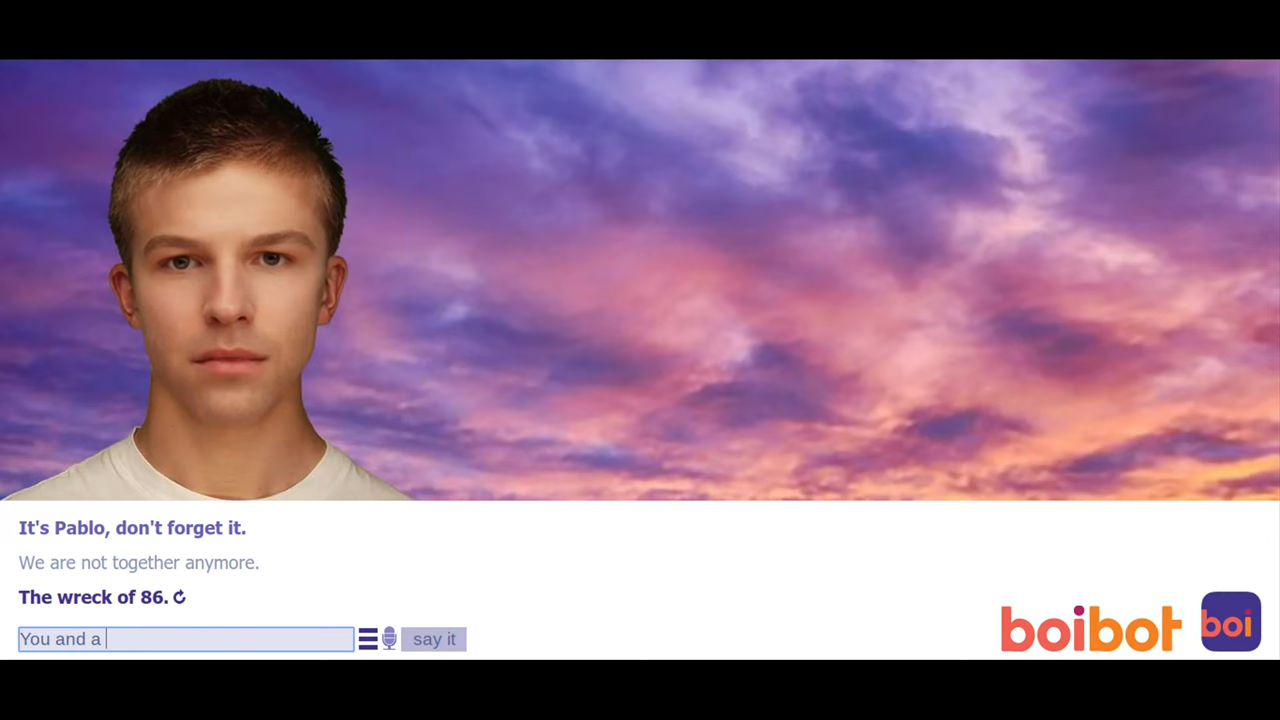 It's Pablo, don't forget it.
We are not together anymore.
The wreck of 86.
You and a
say it
boibot
boi